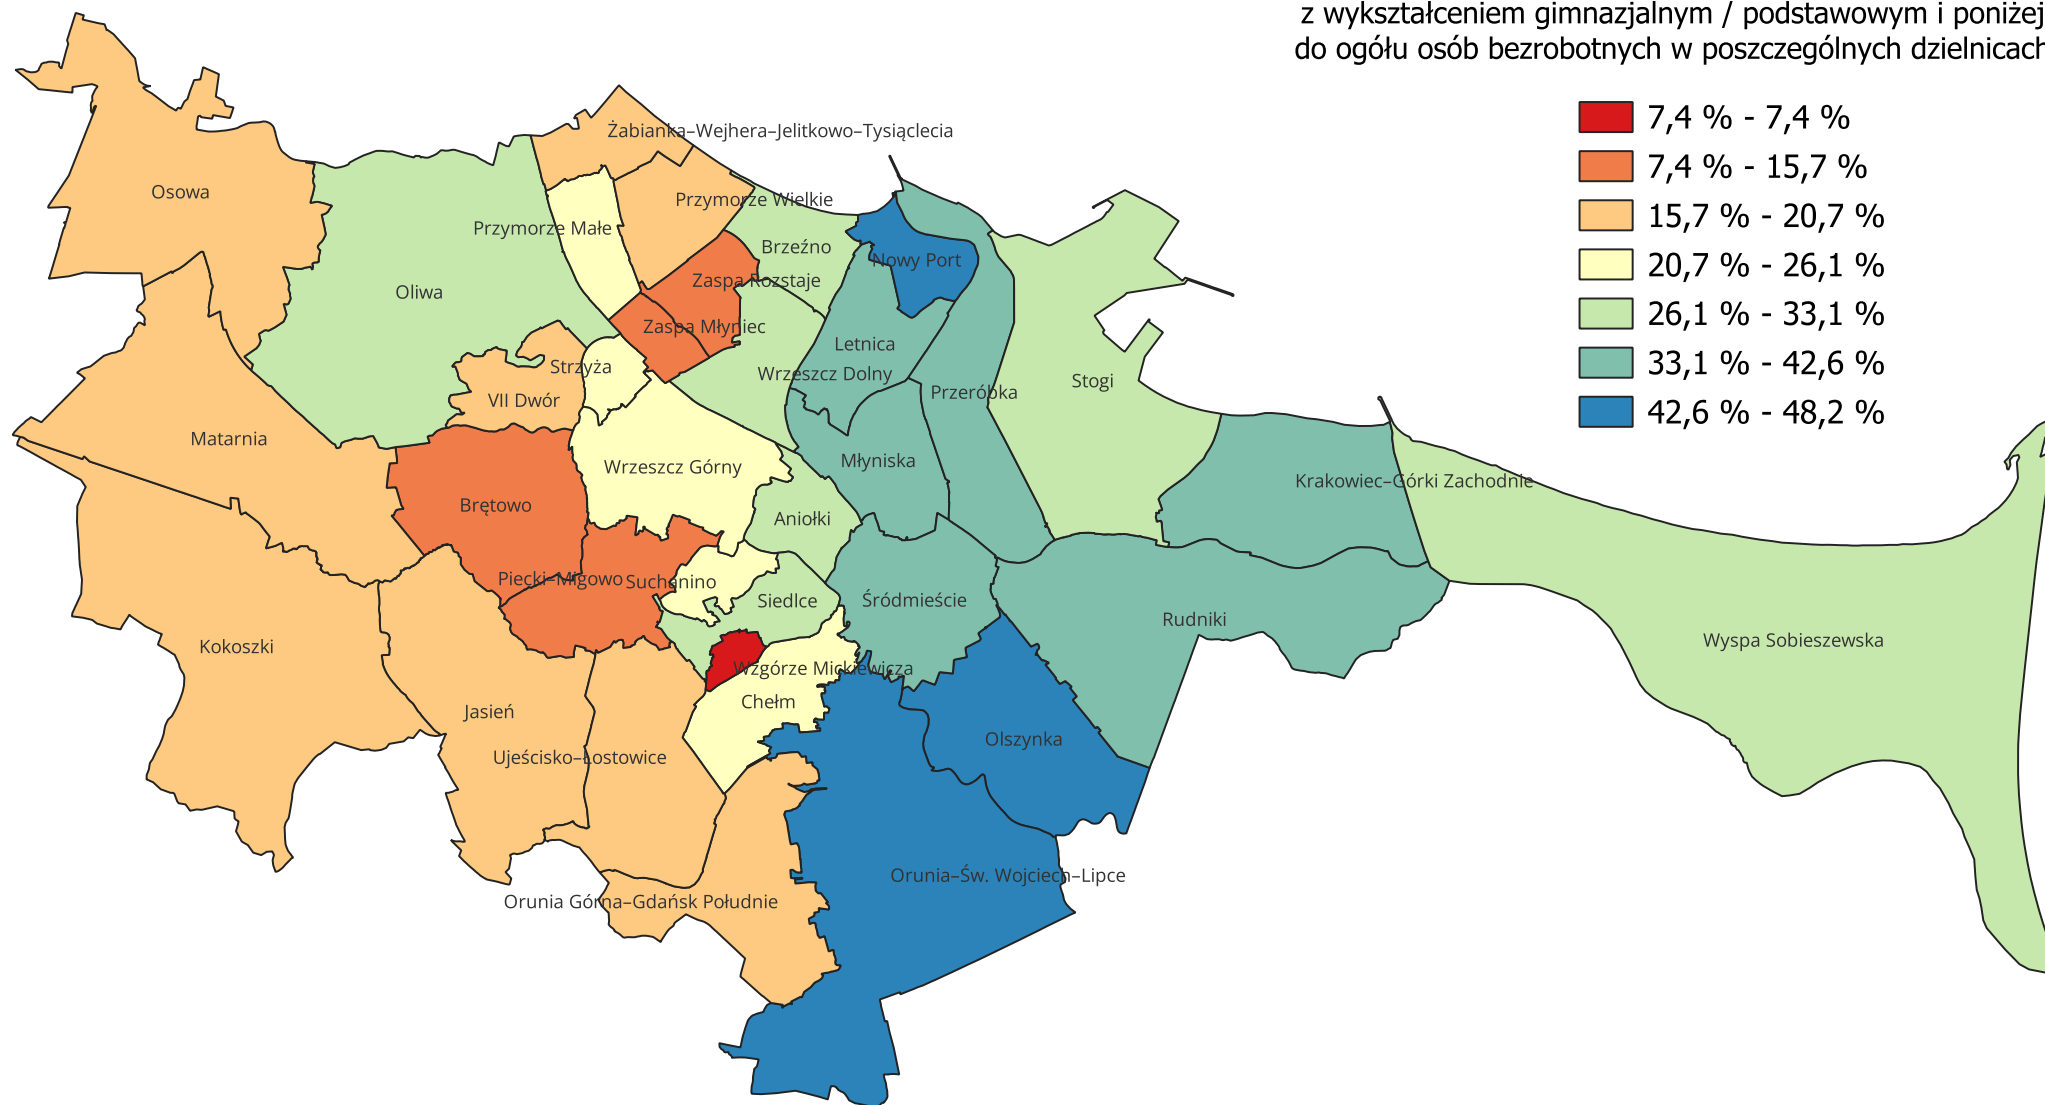 z wykształceniem gimnazjalnym / podstawowym i poniżej
do ogółu osób bezrobotnych w poszczególnych dzielnicach
7,4 % - 7,4 %
7,4 % - 15,7 %
15,7 % - 20,7 %
20,7 % - 26,1 %
26,1 % - 33,1 %
33,1 % - 42,6 %
42,6 % - 48,2 %
Żabianka–Wejhera–Jelitkowo–Tysiąclecia
Osowa
Przymorze Wielkie
Przymorze Małe
Brzeźno
Nowy Port
Zaspa Rozstaje
Oliwa
Zaspa Młyniec
Letnica
Strzyża
Wrzeszcz Dolny
Stogi
Przeróbka
VII Dwór
Matarnia
Młyniska
Wrzeszcz Górny
Krakowiec–Górki Zachodnie
Brętowo
Aniołki
Piecki–Migowo
Suchanino
Siedlce
Śródmieście
Rudniki
Wyspa Sobieszewska
Kokoszki
Wzgórze Mickiewicza
Chełm
Jasień
Olszynka
Ujeścisko–Łostowice
Orunia–Św. Wojciech–Lipce
Orunia Górna–Gdańsk Południe